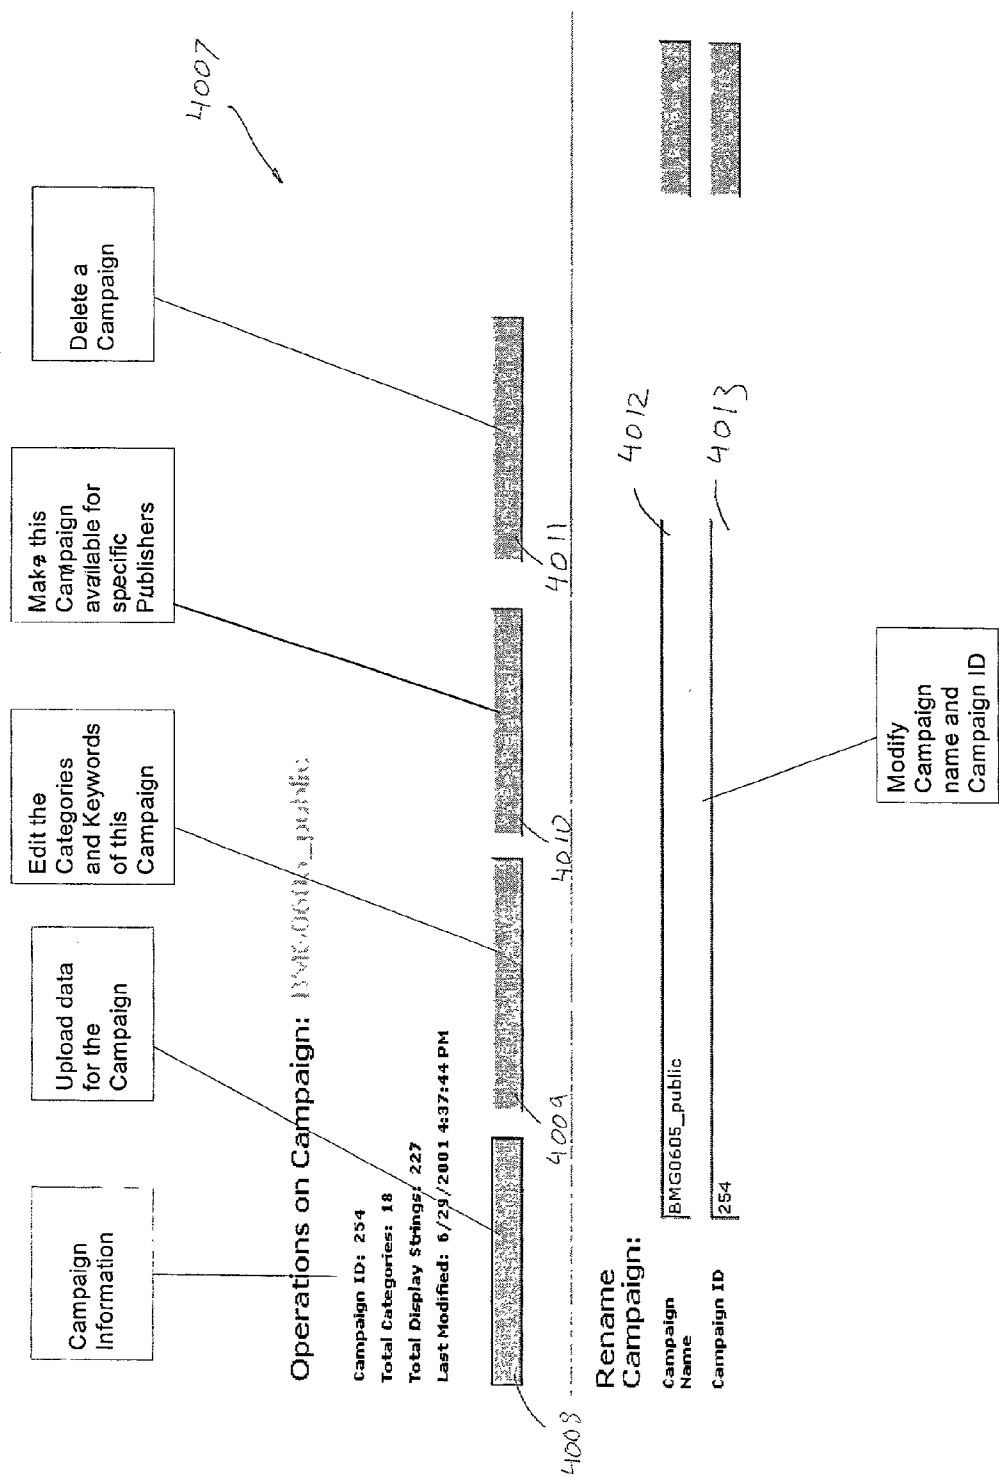 4007
Campaign
Information
Upload data
for the
Campaign
Edit the
Categories
and Keywords
of this
Campaign
Make this
Campaign
available for
specific
Publishers
Delete a
Campaign
Operations on Campaign:
Campaign ID: 254
Total Categories: 18
Total Display Strings: 227
Last Modified: 6/29/2001 4:37:44 PM
4008
4009
4010
4011
Rename
Campaign:
Campaign
Name
BMG0605_public
4012
Campaign ID
254
4013
Modify
Campaign
name and
Campaign ID